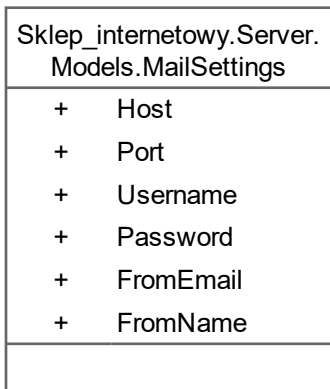 Sklep_internetowy.Server.
Models.MailSettings
+ Host
+ Port
+ Username
+ Password
+ FromEmail
+ FromName